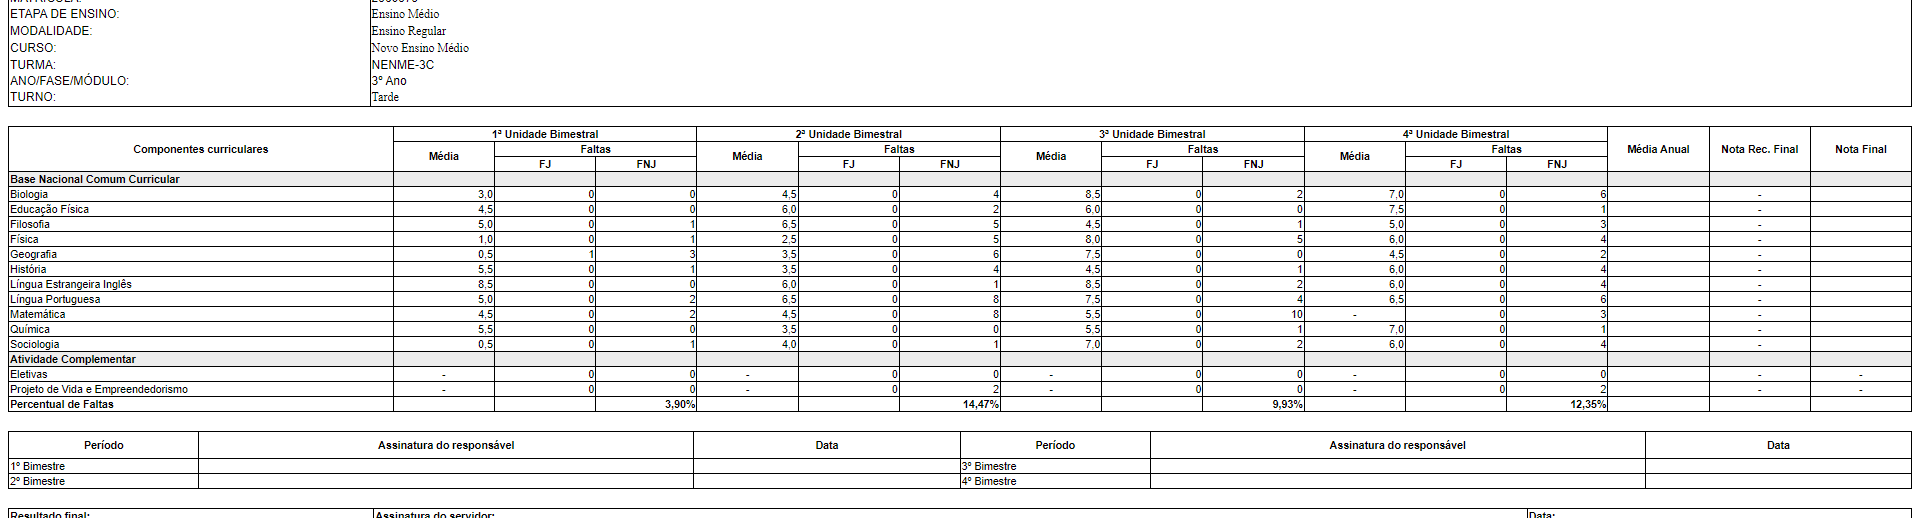 ETAPA DE ENSINO: Ensino Médio
MODALIDADE: Ensino Regular
CURSO: Novo Ensino Médio
TURMA: NENME-3C
ANO/FASE/MÓDULO: 3º Ano
TURNO: Tarde
Componentes curriculares 1ª Unidade Bimestral 2ª Unidade Bimestral 3ª Unidade Bimestral 4ª Unidade Bimestral Média Anual Nota Rec. Final Nota Final
Média Faltas Média Faltas Média Faltas Média Faltas
FJ FNJ FJ FNJ FJ FNJ FJ FNJ
Base Nacional Comum Curricular
Biologia 3,0 0 0 4,5 0 4 8,5 0 2 7,0 0 6 -
Educação Física 4,5 0 0 6,0 0 2 6,0 0 0 7,5 0 1 -
Filosofia 5,0 0 1 6,5 0 5 4,5 0 1 5,0 0 3 -
Física 1,0 0 1 2,5 0 5 8,0 0 5 6,0 0 4 -
Geografia 0,5 1 3 3,5 0 6 7,5 0 0 4,5 0 2 -
História 5,5 0 1 3,5 0 4 4,5 0 1 6,0 0 4 -
Língua Estrangeira Inglês 8,5 0 0 6,0 0 1 8,5 0 2 6,0 0 4 -
Língua Portuguesa 5,0 0 2 6,5 0 8 7,5 0 4 6,5 0 6 -
Matemática 4,5 0 2 4,5 0 8 5,5 0 10 - 0 3 -
Química 5,5 0 0 3,5 0 0 5,5 0 1 7,0 0 1 -
Sociologia 0,5 0 1 4,0 0 1 7,0 0 2 6,0 0 4 -
Atividade Complementar
Eletivas - 0 0 - 0 0 - 0 0 - 0 0 - -
Projeto de Vida e Empreendedorismo - 0 0 - 0 2 - 0 0 - 0 2 - -
Percentual de Faltas 3,90% 14,47% 9,93% 12,35%
Período Assinatura do responsável Data Período Assinatura do responsável Data
1º Bimestre 3º Bimestre
2º Bimestre 4º Bimestre
Resultado final: Assinatura do servidor: Data: